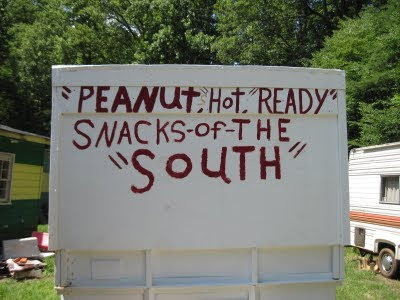 "PEANUT", HOT, "READY"
SNACKS-OF-THE
"SOUTH"